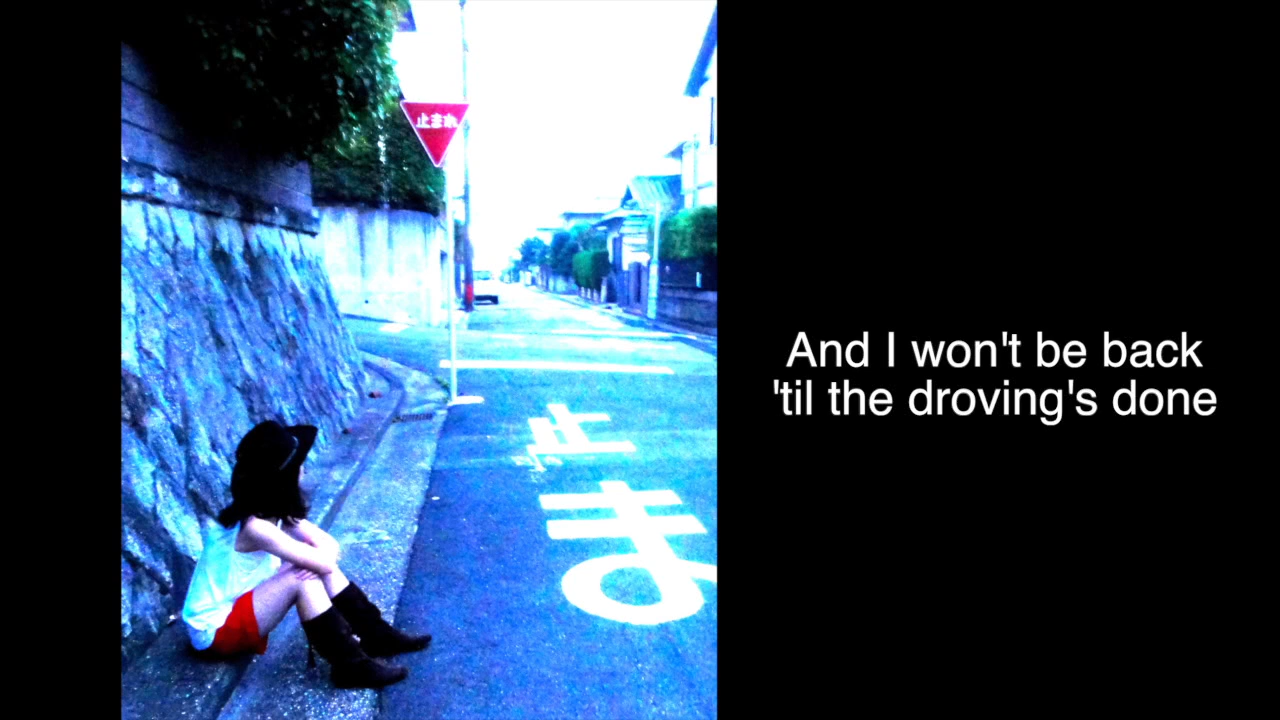 止まれ
止
ま
And I won't be back
'til the droving's done